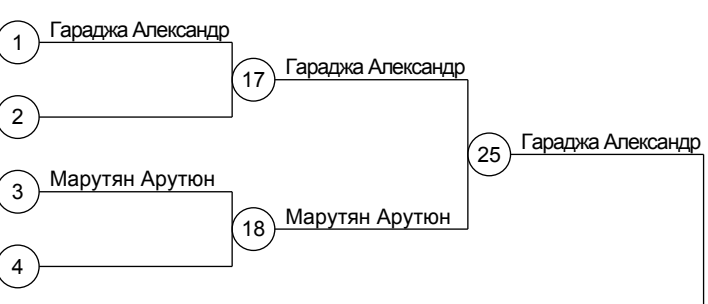 1 Гараджа Александр
17 Гараджа Александр
2
25 Гараджа Александр
3 Марутян Арутюн
18 Марутян Арутюн
4